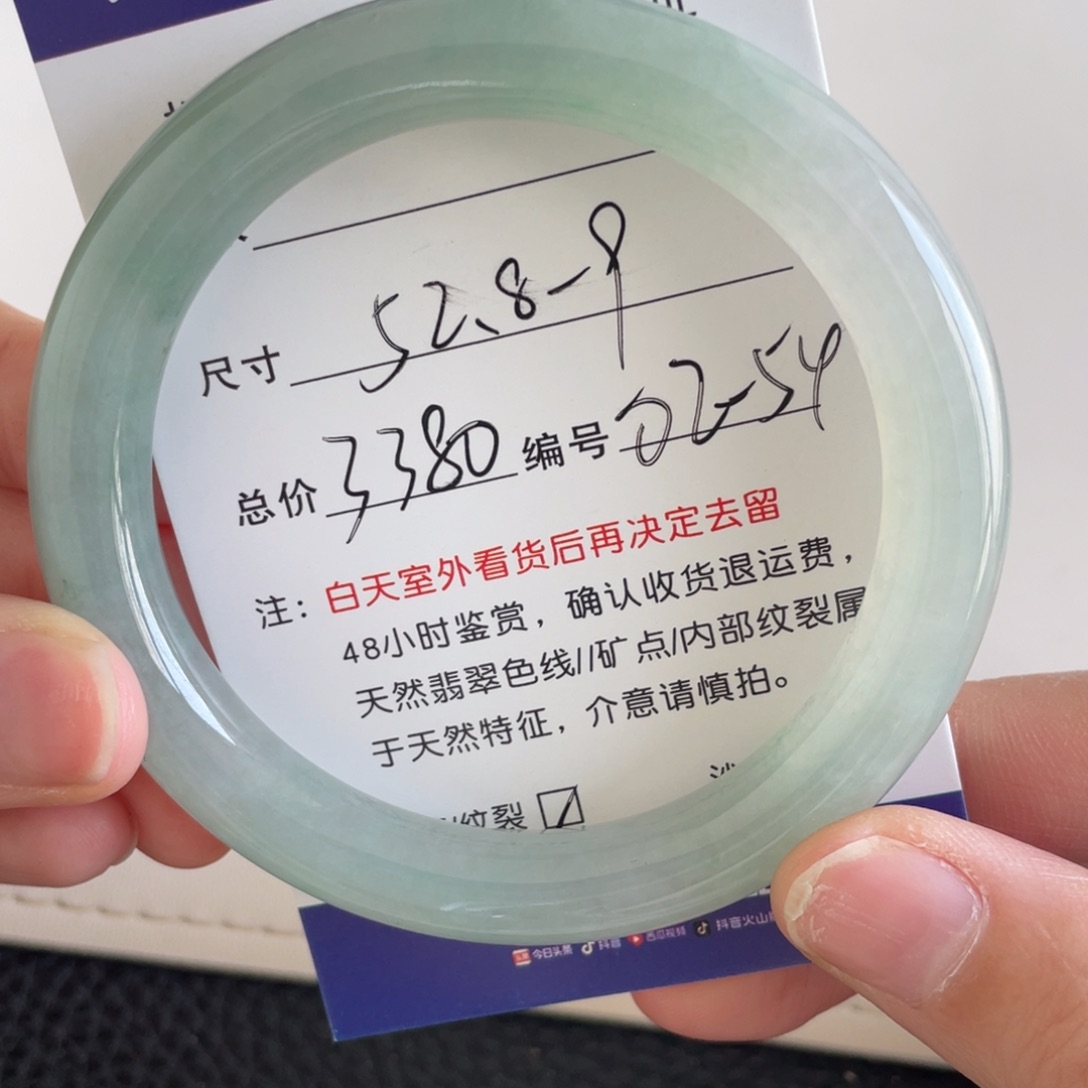 尺寸 52.8-9
总价 3380 编号 02-54
注：白天室外看货后再决定去留
48小时鉴赏，确认收货退运费，
天然翡翠色线//矿点/内部纹裂属
于天然特征，介意请慎拍。
纹裂 ☑
今日头条 抖音 西瓜视频 抖音火山